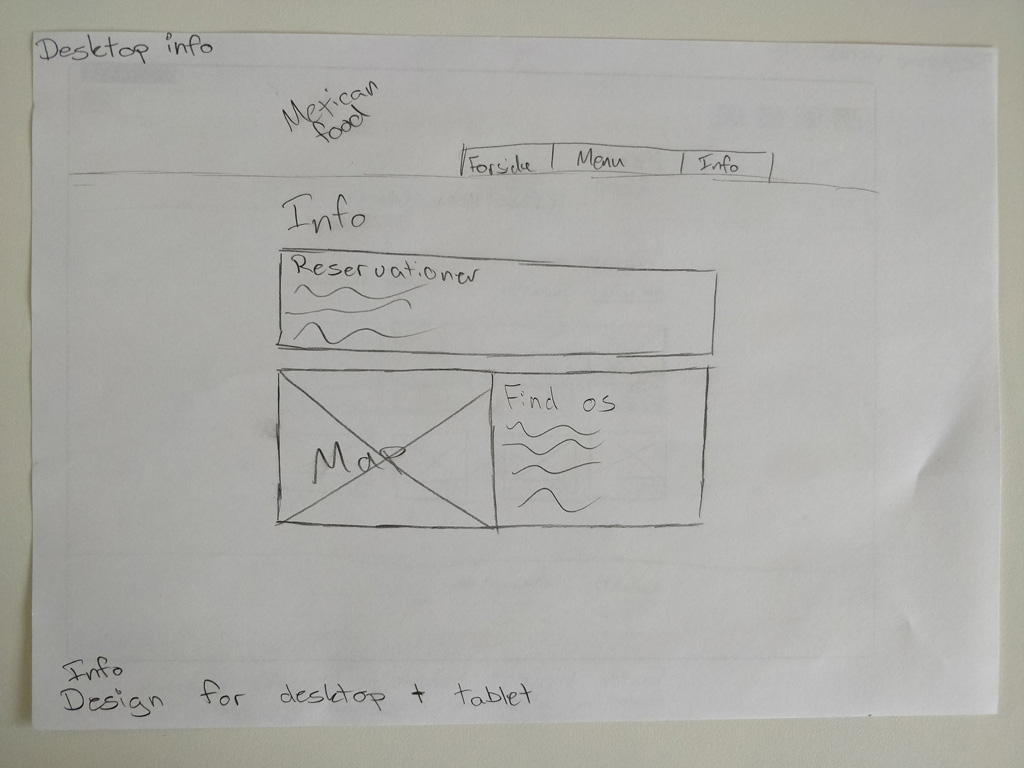 Desktop info
Mexican
food
Forside Menu Info
Info
Reservationer
Map
Find os
Info
Design for desktop + tablet